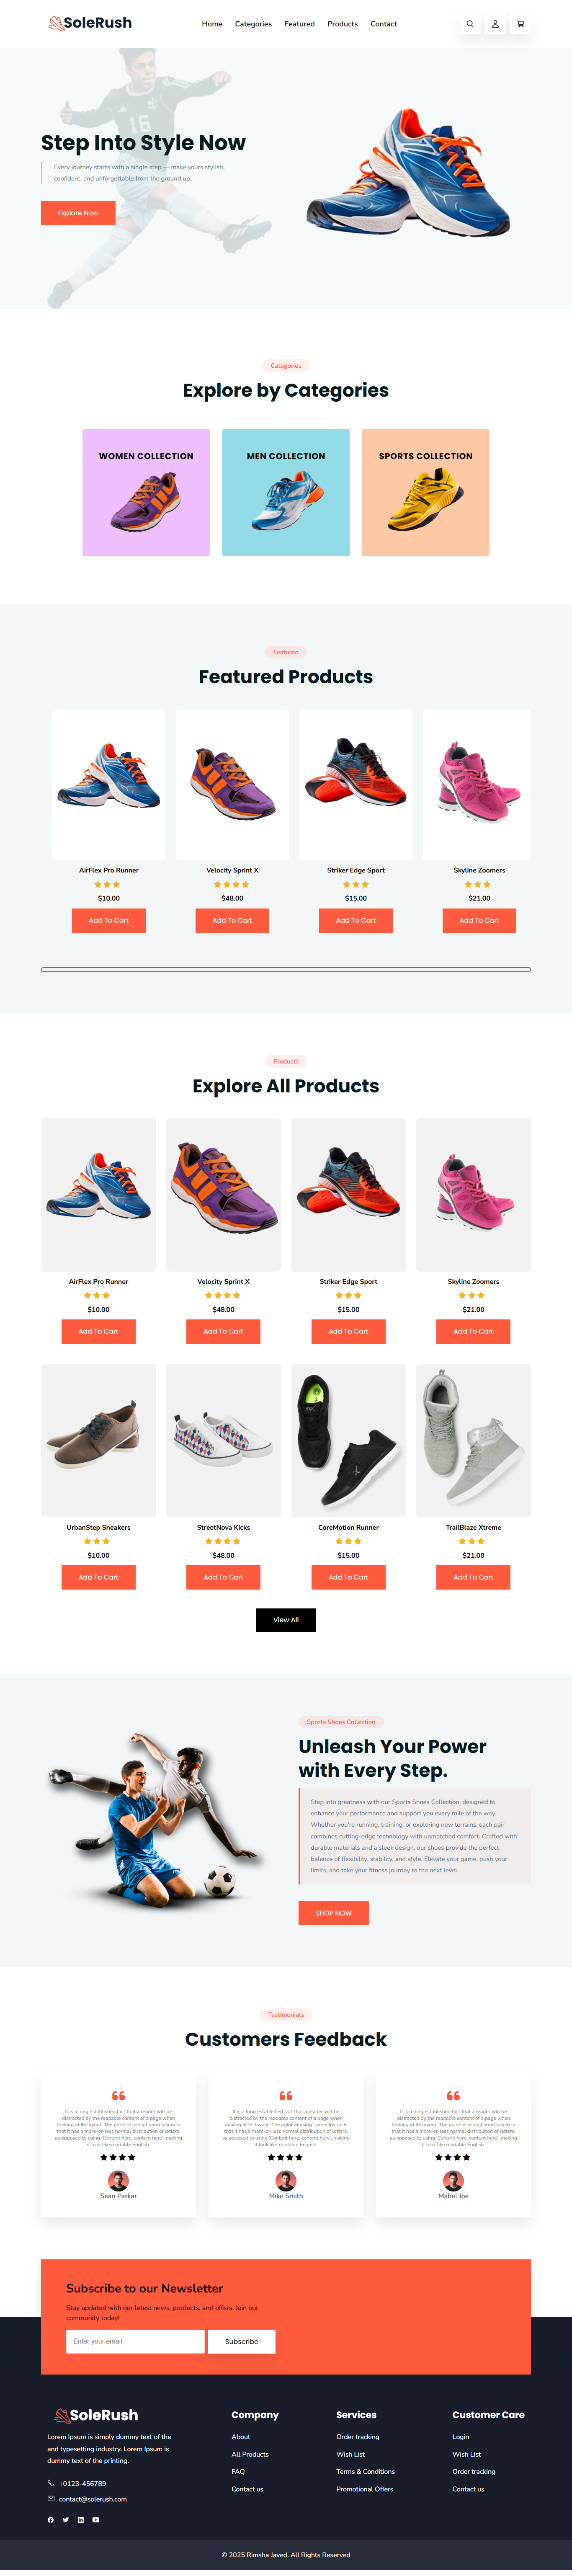 SoleRush
Home Categories Featured Products Contact
16
Step Into Style Now
Every journey starts with a single step — make yours stylish,
confident, and unforgettable from the ground up.
Explore Now
Categories
Explore by Categories
WOMEN COLLECTION MEN COLLECTION SPORTS COLLECTION
Featured
Featured Products
AirFlex Pro Runner Velocity Sprint X Striker Edge Sport Skyline Zoomers
$10.00 $48.00 $15.00 $21.00
Add To Cart Add To Cart Add To Cart Add To Cart
Products
Explore All Products
AirFlex Pro Runner Velocity Sprint X Striker Edge Sport Skyline Zoomers
$10.00 $48.00 $15.00 $21.00
Add To Cart Add To Cart Add To Cart Add To Cart
UrbanStep Sneakers StreetNova Kicks CoreMotion Runner TrailBlaze Xtreme
$10.00 $48.00 $15.00 $21.00
Add To Cart Add To Cart Add To Cart Add To Cart
View All
Sports Shoes Collection
Unleash Your Power
with Every Step.
Step into greatness with our Sports Shoes Collection, designed to
enhance your performance and support you every mile of the way.
Whether you're running, training, or exploring new terrains, each pair
combines cutting-edge technology with unmatched comfort. Crafted with
durable materials and a sleek design, our shoes provide the perfect
balance of flexibility, stability, and style. Elevate your game, push your
limits, and take your fitness journey to the next level.
SHOP NOW
Testimonials
Customers Feedback
It is a long established fact that a reader will be
distracted by the readable content of a page when
looking at its layout. The point of using Lorem Ipsum is
that it has a more-or-less normal distribution of letters,
as opposed to using 'Content here, content here', making
it look like readable English.
Sean Parkar
It is a long established fact that a reader will be
distracted by the readable content of a page when
looking at its layout. The point of using Lorem Ipsum is
that it has a more-or-less normal distribution of letters,
as opposed to using 'Content here, content here', making
it look like readable English.
Mike Smith
It is a long established fact that a reader will be
distracted by the readable content of a page when
looking at its layout. The point of using Lorem Ipsum is
that it has a more-or-less normal distribution of letters,
as opposed to using 'Content here, content here', making
it look like readable English.
Mabel Joe
Subscribe to our Newsletter
Stay updated with our latest news, products, and offers. Join our
community today!
Enter your email Subscribe
SoleRush
Lorem Ipsum is simply dummy text of the
and typesetting industry. Lorem Ipsum is
dummy text of the printing.
+0123-456789
contact@solerush.com
Company
About
All Products
FAQ
Contact us
Services
Order tracking
Wish List
Terms & Conditions
Promotional Offers
Customer Care
Login
Wish List
Order tracking
Contact us
© 2025 Rimsha Javed. All Rights Reserved